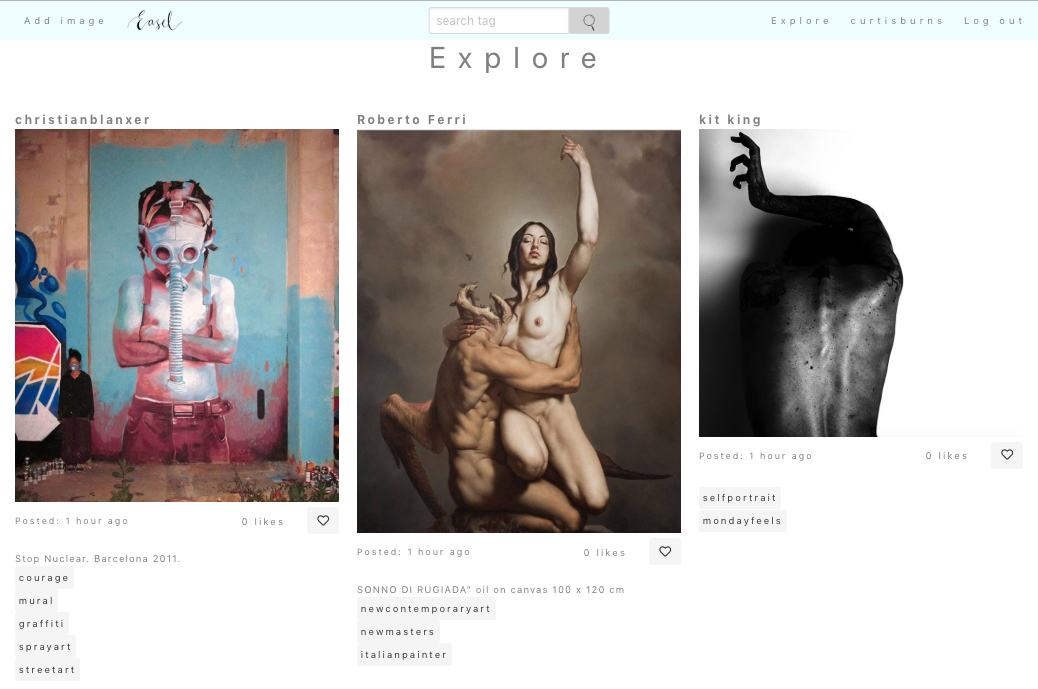 Add image
Easel
search tag
Explore
curtisburns
Log out
Explore
christianblanxer
Posted: 1 hour ago
0 likes
Stop Nuclear. Barcelona 2011.
courage
mural
graffiti
sprayart
streetart
Roberto Ferri
Posted: 1 hour ago
0 likes
SONNO DI RUGIADA" oil on canvas 100 x 120 cm
newcontemporaryart
newmasters
italianpainter
kit king
Posted: 1 hour ago
0 likes
selfportrait
mondayfeels